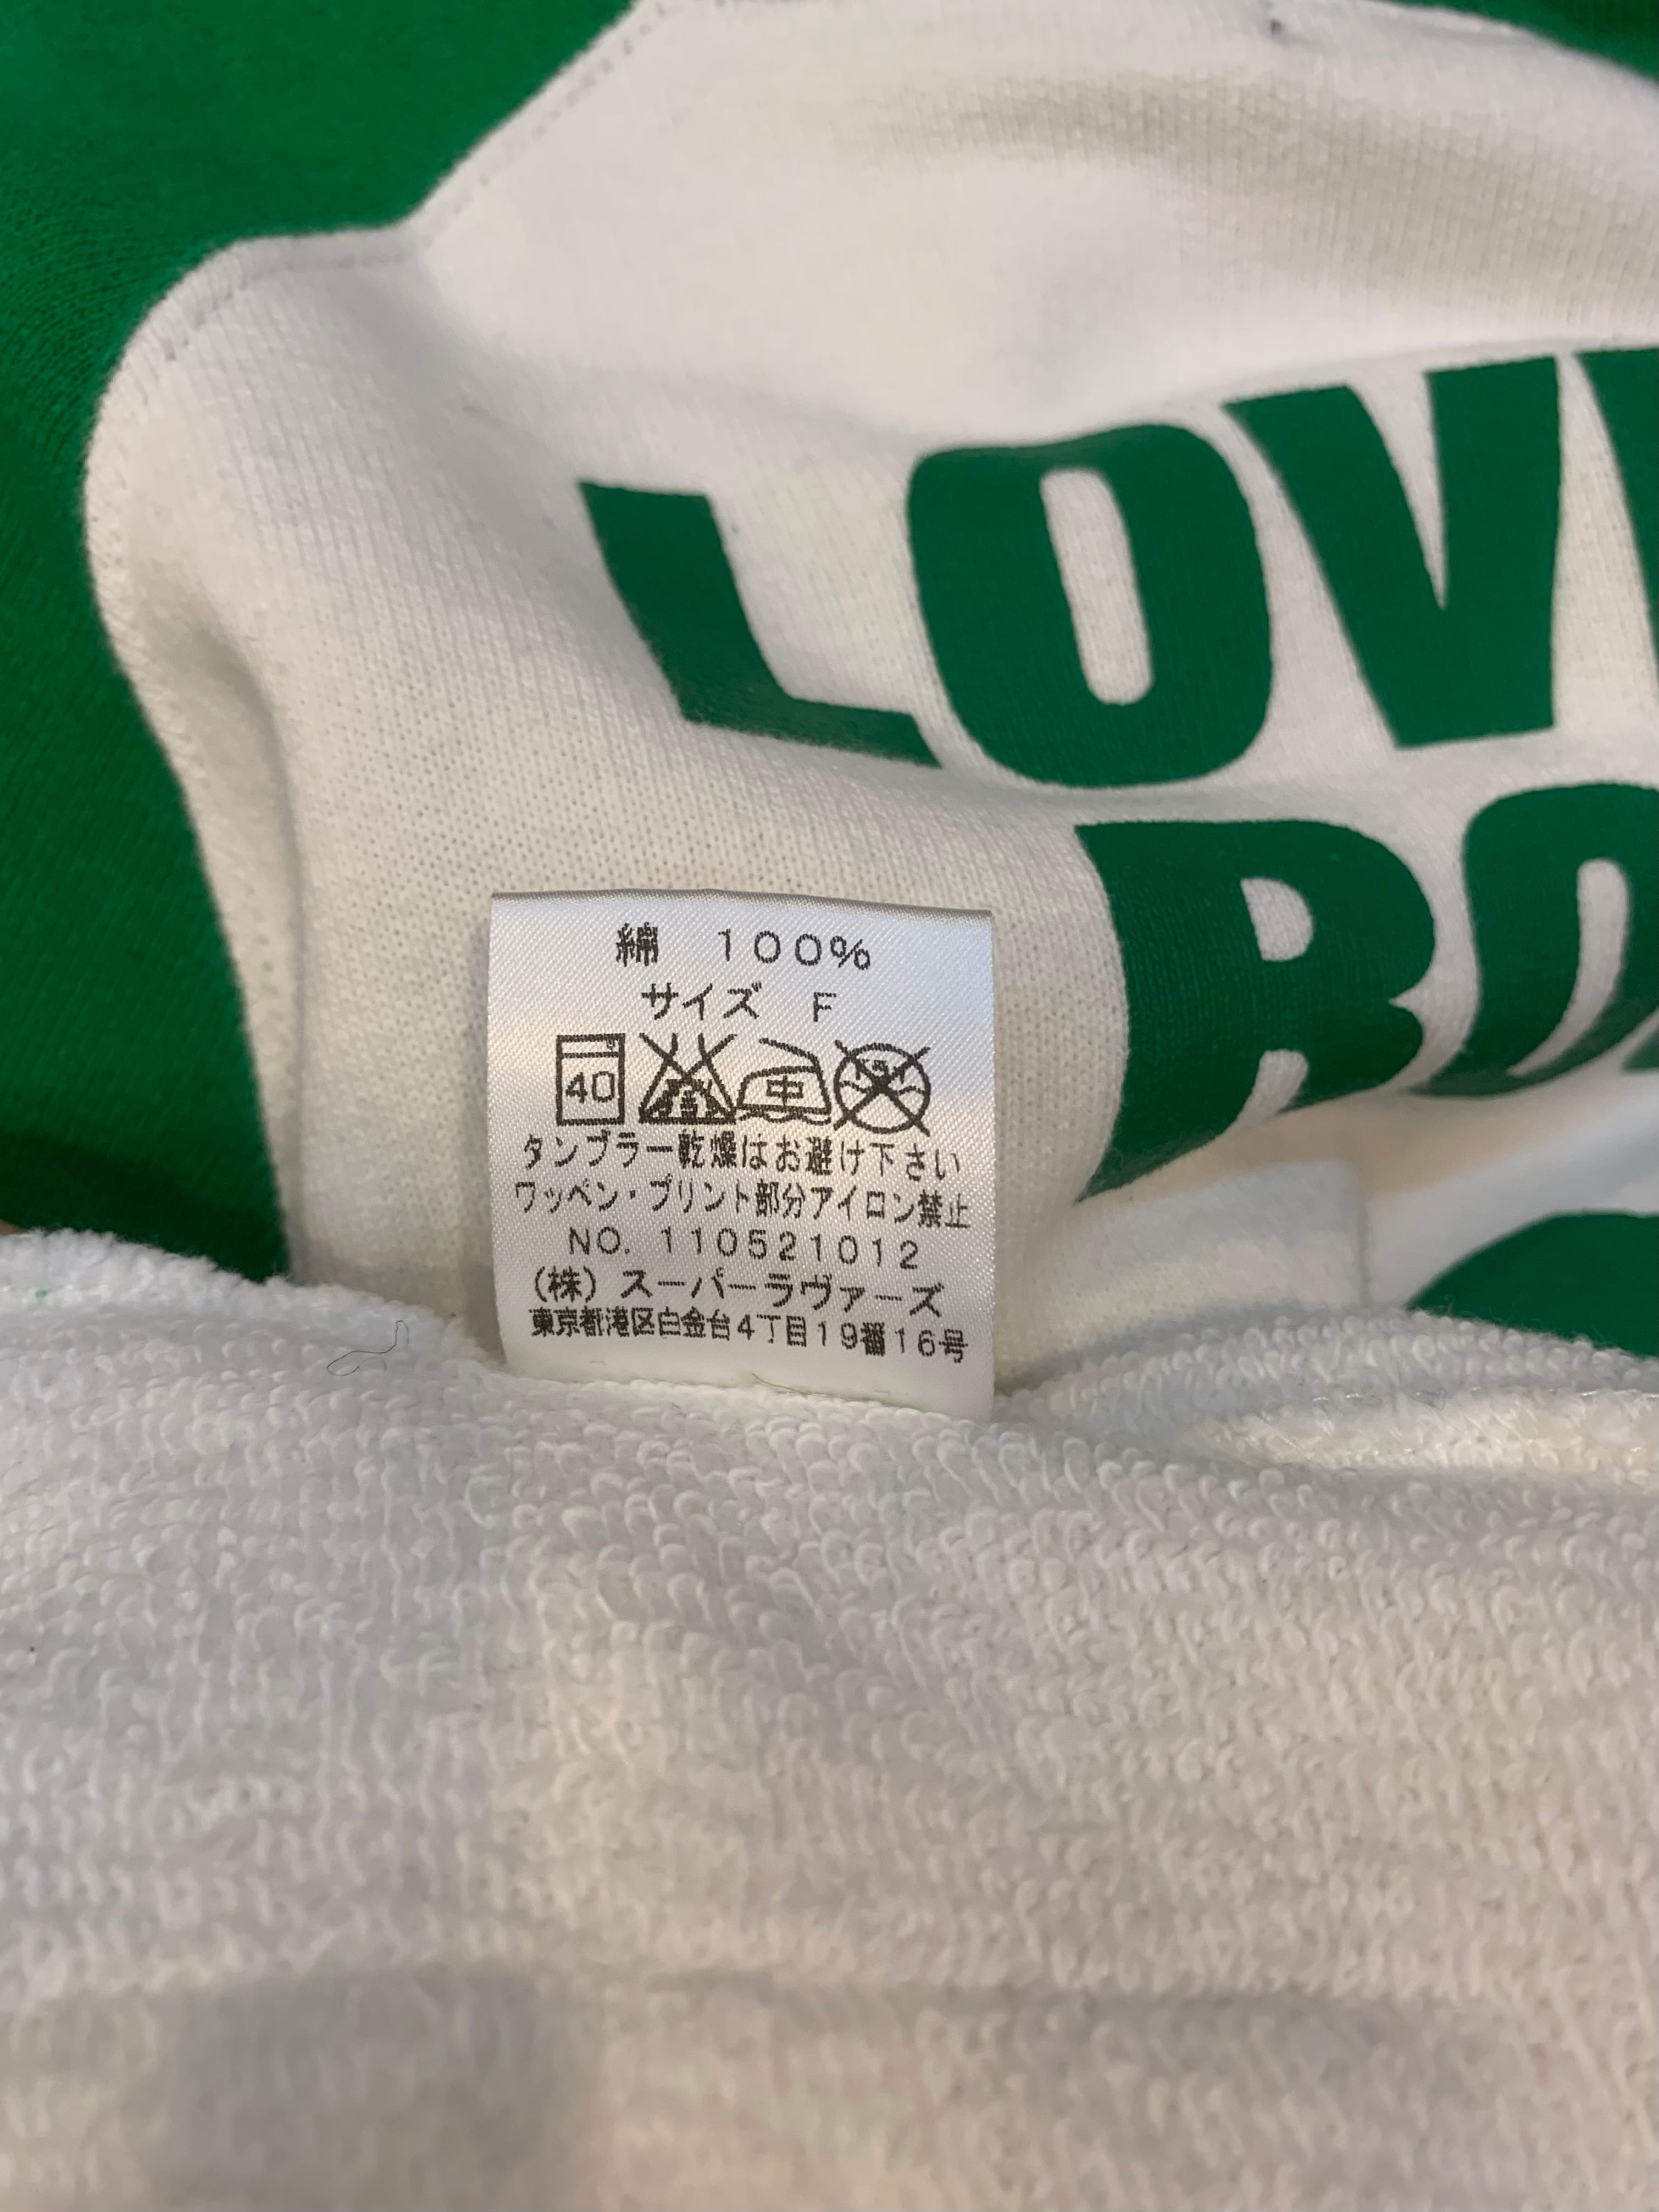 LOV
綿 100%
サイズ F
40 中
タンブラー乾燥はお避け下さい
ワッペン・プリント部分アイロン禁止
NO. 110521012
(株) スーパーラヴァーズ
東京都港区白金台4丁目19番16号